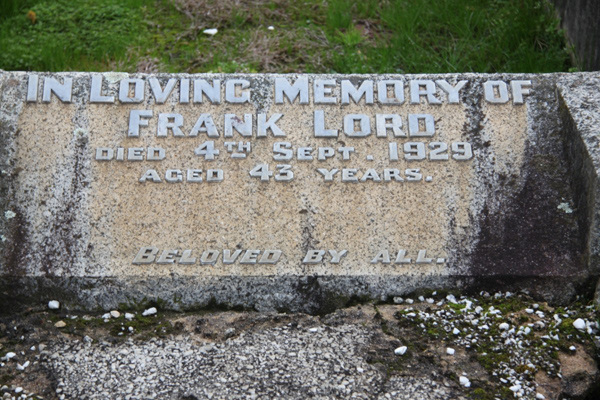 IN LOVING MEMORY OF
FRANK LORD
DIED 4TH SEPT. 1929
AGED 43 YEARS.
BELOVED BY ALL.